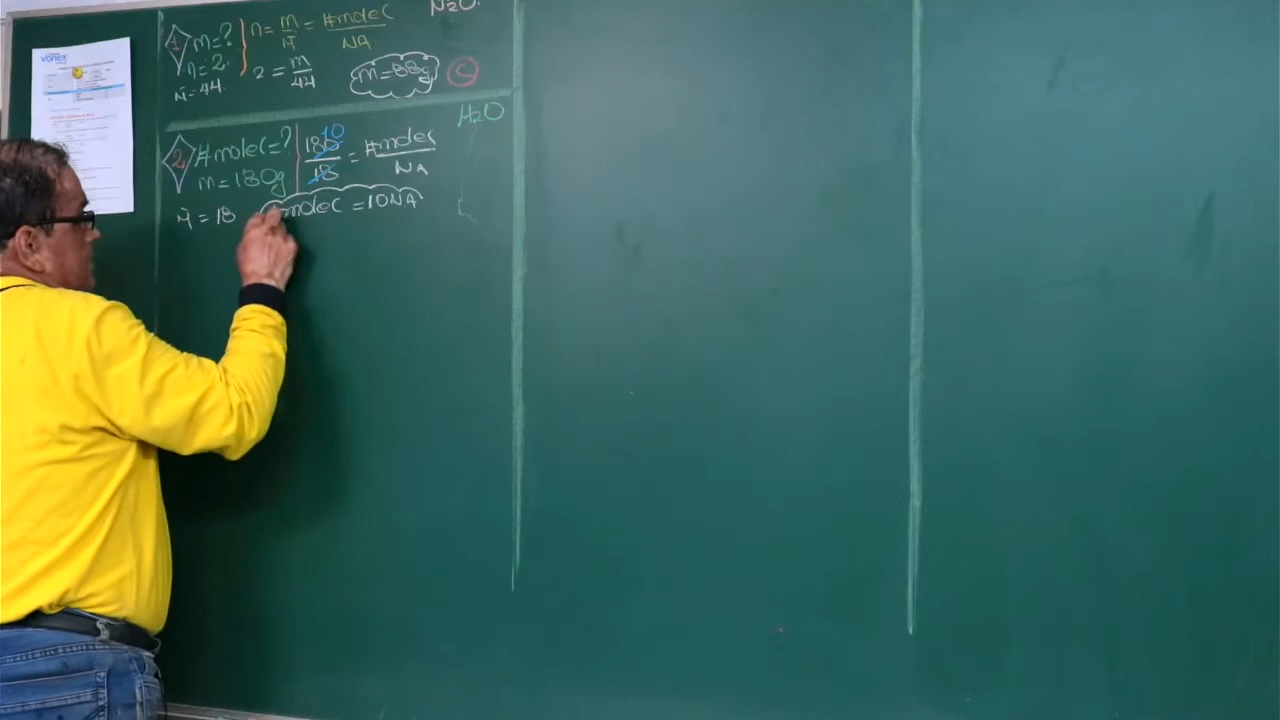 vonex
N₂O.
1 m=? n = m/M̄ = #molec/NA
n=2.
M̄=44. 2 = m/44 m=88g C
H₂O
2 #molec=? 180/18 = #molec/NA
10
m=180g.
M̄ = 18 #molec = 10NA